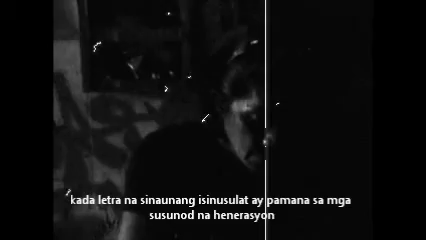 kada letra na sinaunang isinusulat ay pamana sa mga
susunod na henerasyon